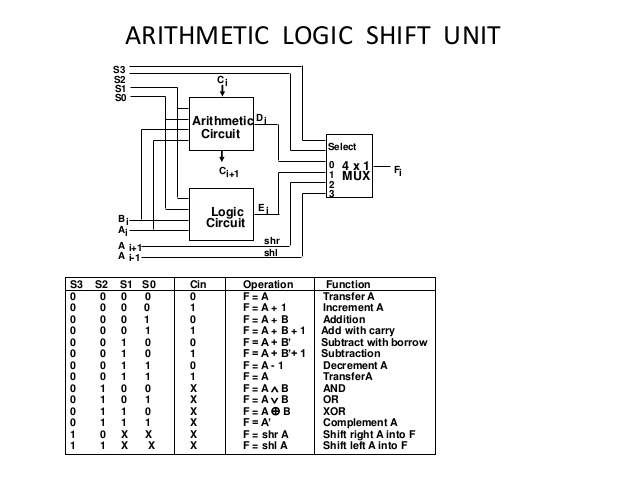 ARITHMETIC LOGIC SHIFT UNIT
S3
S2
S1
S0
Ci
Arithmetic
Circuit
Di
Ci+1
Select
0
1
2
3
4 x 1
MUX
Fi
Logic
Circuit
Ei
Bi
Ai
A i+1
A i-1
shr
shl
S3 S2 S1 S0 Cin Operation Function
0 0 0 0 0 F = A Transfer A
0 0 0 0 1 F = A + 1 Increment A
0 0 0 1 0 F = A + B Addition
0 0 0 1 1 F = A + B + 1 Add with carry
0 0 1 0 0 F = A + B' Subtract with borrow
0 0 1 0 1 F = A + B'+ 1 Subtraction
0 0 1 1 0 F = A - 1 Decrement A
0 0 1 1 1 F = A TransferA
0 1 0 0 X F = A ∧ B AND
0 1 0 1 X F = A ∨ B OR
0 1 1 0 X F = A ⊕ B XOR
0 1 1 1 X F = A' Complement A
1 0 X X X F = shr A Shift right A into F
1 1 X X X F = shl A Shift left A into F